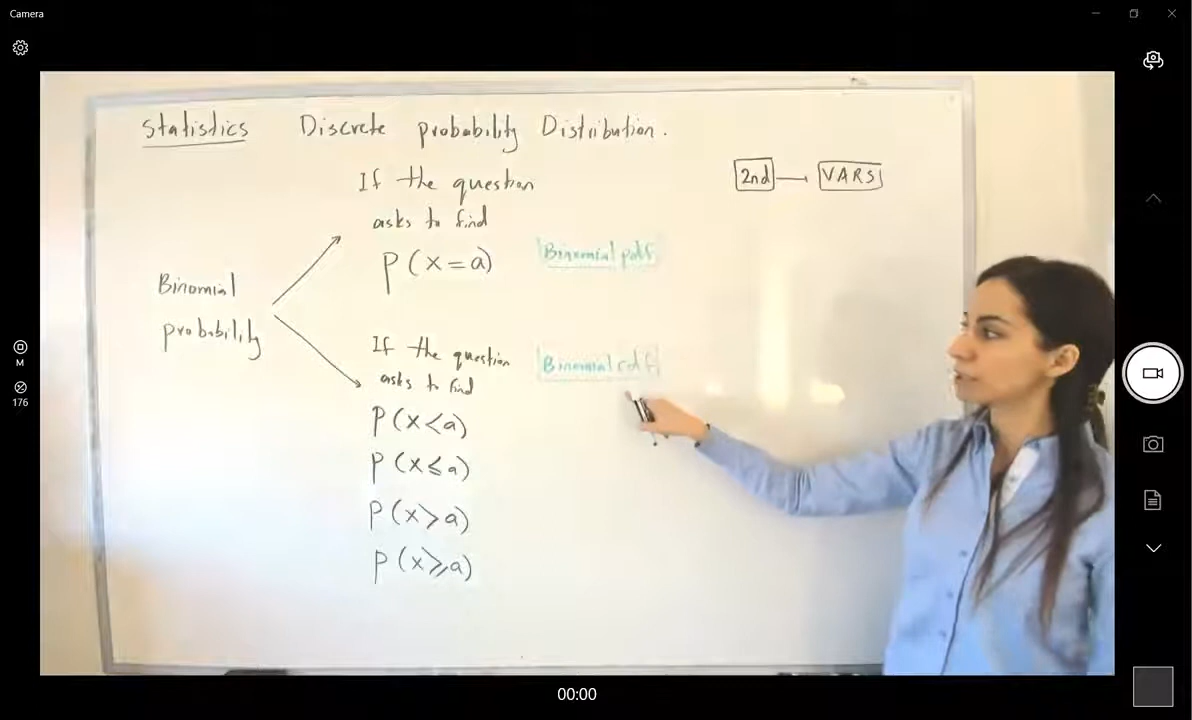 Camera
Statistics Discrete probability Distribution.
If the question
asks to find
P(x=a)
Binomial pdf
2nd — VARS
Binomial
probability
If the question
asks to find
Binomial cdf
P(x<a)
P(x≤a)
P(x>a)
P(x≥a)
M
176
00:00